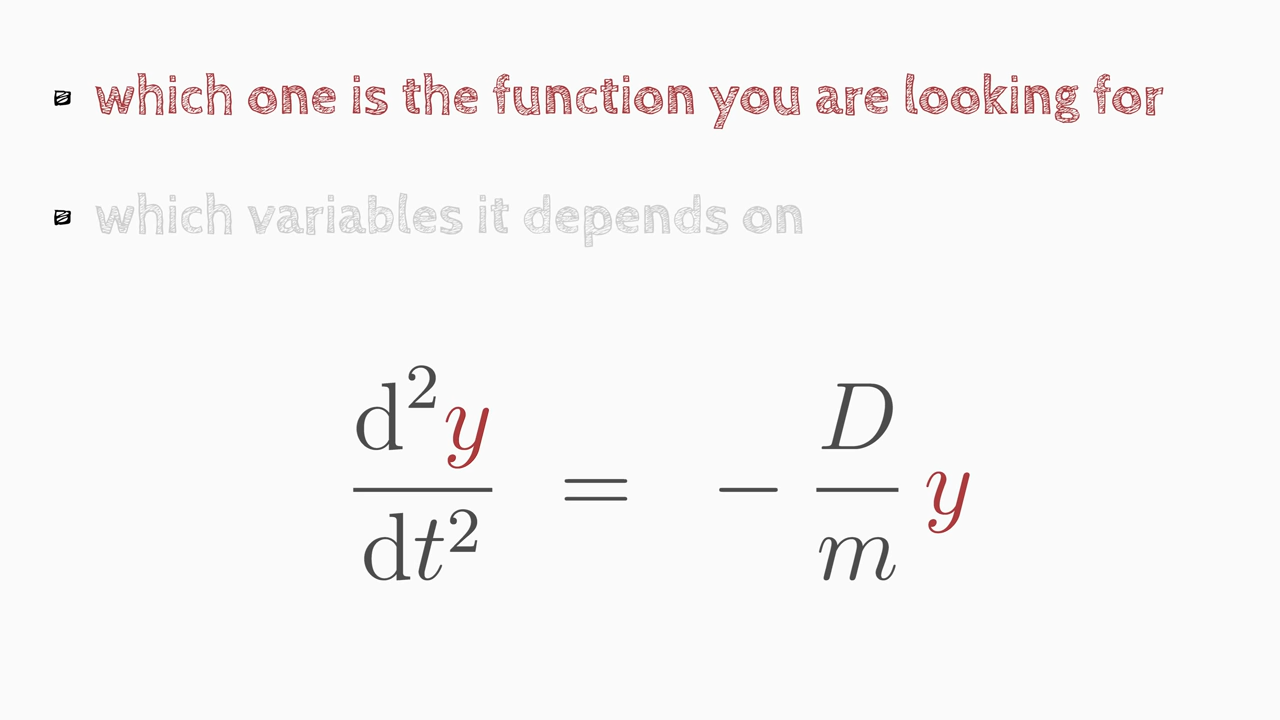 which one is the function you are looking for
which variables it depends on
d²y/dt² = − D/m y